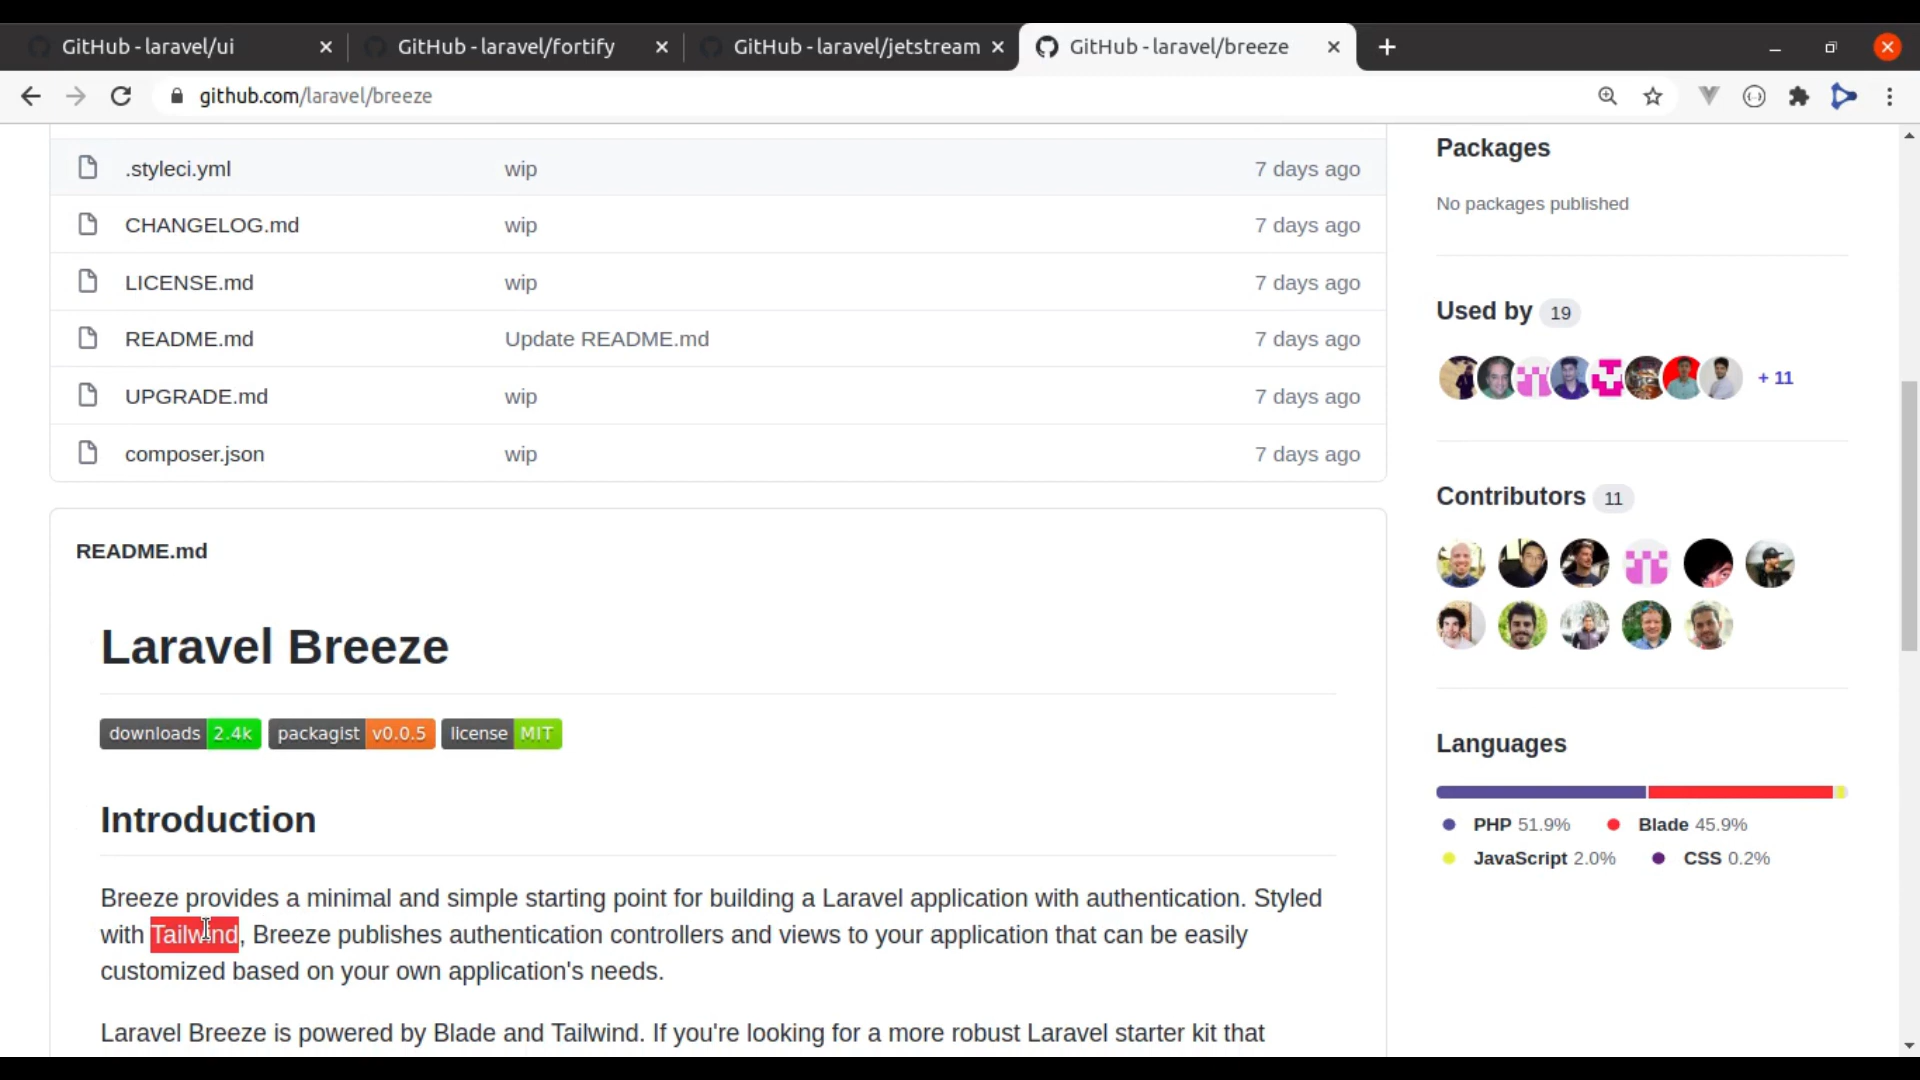 GitHub - laravel/ui
GitHub - laravel/fortify
GitHub - laravel/jetstream
GitHub - laravel/breeze
github.com/laravel/breeze
.styleci.yml wip 7 days ago
CHANGELOG.md wip 7 days ago
LICENSE.md wip 7 days ago
README.md Update README.md 7 days ago
UPGRADE.md wip 7 days ago
composer.json wip 7 days ago
README.md
Laravel Breeze
downloads 2.4k packagist v0.0.5 license MIT
Introduction
Breeze provides a minimal and simple starting point for building a Laravel application with authentication. Styled
with Tailwind, Breeze publishes authentication controllers and views to your application that can be easily
customized based on your own application's needs.
Laravel Breeze is powered by Blade and Tailwind. If you're looking for a more robust Laravel starter kit that
Packages
No packages published
Used by 19
+ 11
Contributors 11
Languages
PHP 51.9% Blade 45.9%
JavaScript 2.0% CSS 0.2%